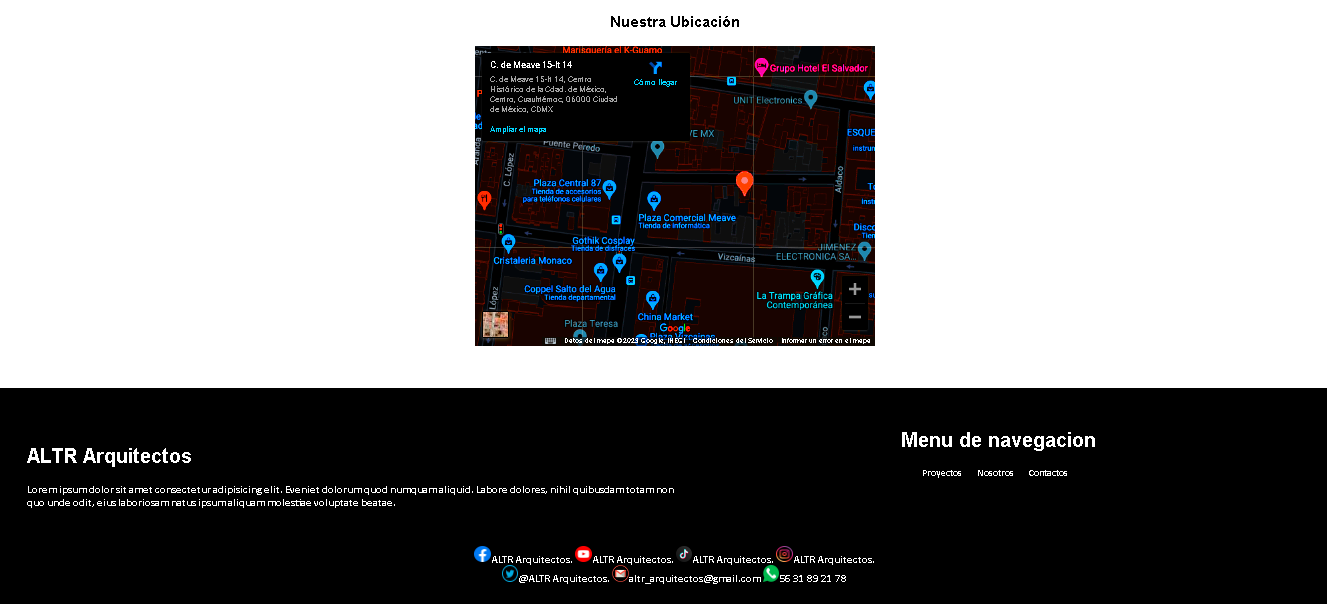 Nuestra Ubicación
Marisquería el K-Guamo
C. de Meave 15-lt 14
C. de Meave 15-lt 14, Centro
Histórico de la Cdad. de México,
Centro, Cuauhtémoc, 06000 Ciudad
de México, CDMX
Ampliar el mapa
Cómo llegar
Grupo Hotel El Salvador
UNIT Electronics
VE MX
ESQUE
instrum
Puente Peredo
Aranda
C. López
Aldaco
Plaza Central 87
Tienda de accesorios
para teléfonos celulares
Plaza Comercial Meave
Tienda de informática
Gothik Cosplay
Tienda de disfraces
Cristaleria Monaco
Vizcaínas
JIMENEZ
ELECTRONICA SA...
Coppel Salto del Agua
Tienda departamental
La Trampa Gráfica
Contemporánea
López
China Market
Google
Plaza Teresa
Plaza Vizcainas
Datos del mapa ©2023 Google, INEGI Condiciones del Servicio Informar un error en el mapa
ALTR Arquitectos
Lorem ipsum dolor sit amet consectetur adipisicing elit. Eveniet dolorum quod numquam aliquid. Labore dolores, nihil quibusdam totam non
quo unde odit, eius laboriosam natus ipsum aliquam molestiae voluptate beatae.
Menu de navegacion
Proyectos Nosotros Contactos
ALTR Arquitectos. ALTR Arquitectos. ALTR Arquitectos. ALTR Arquitectos.
@ALTR Arquitectos. altr_arquitectos@gmail.com 56 31 89 21 78